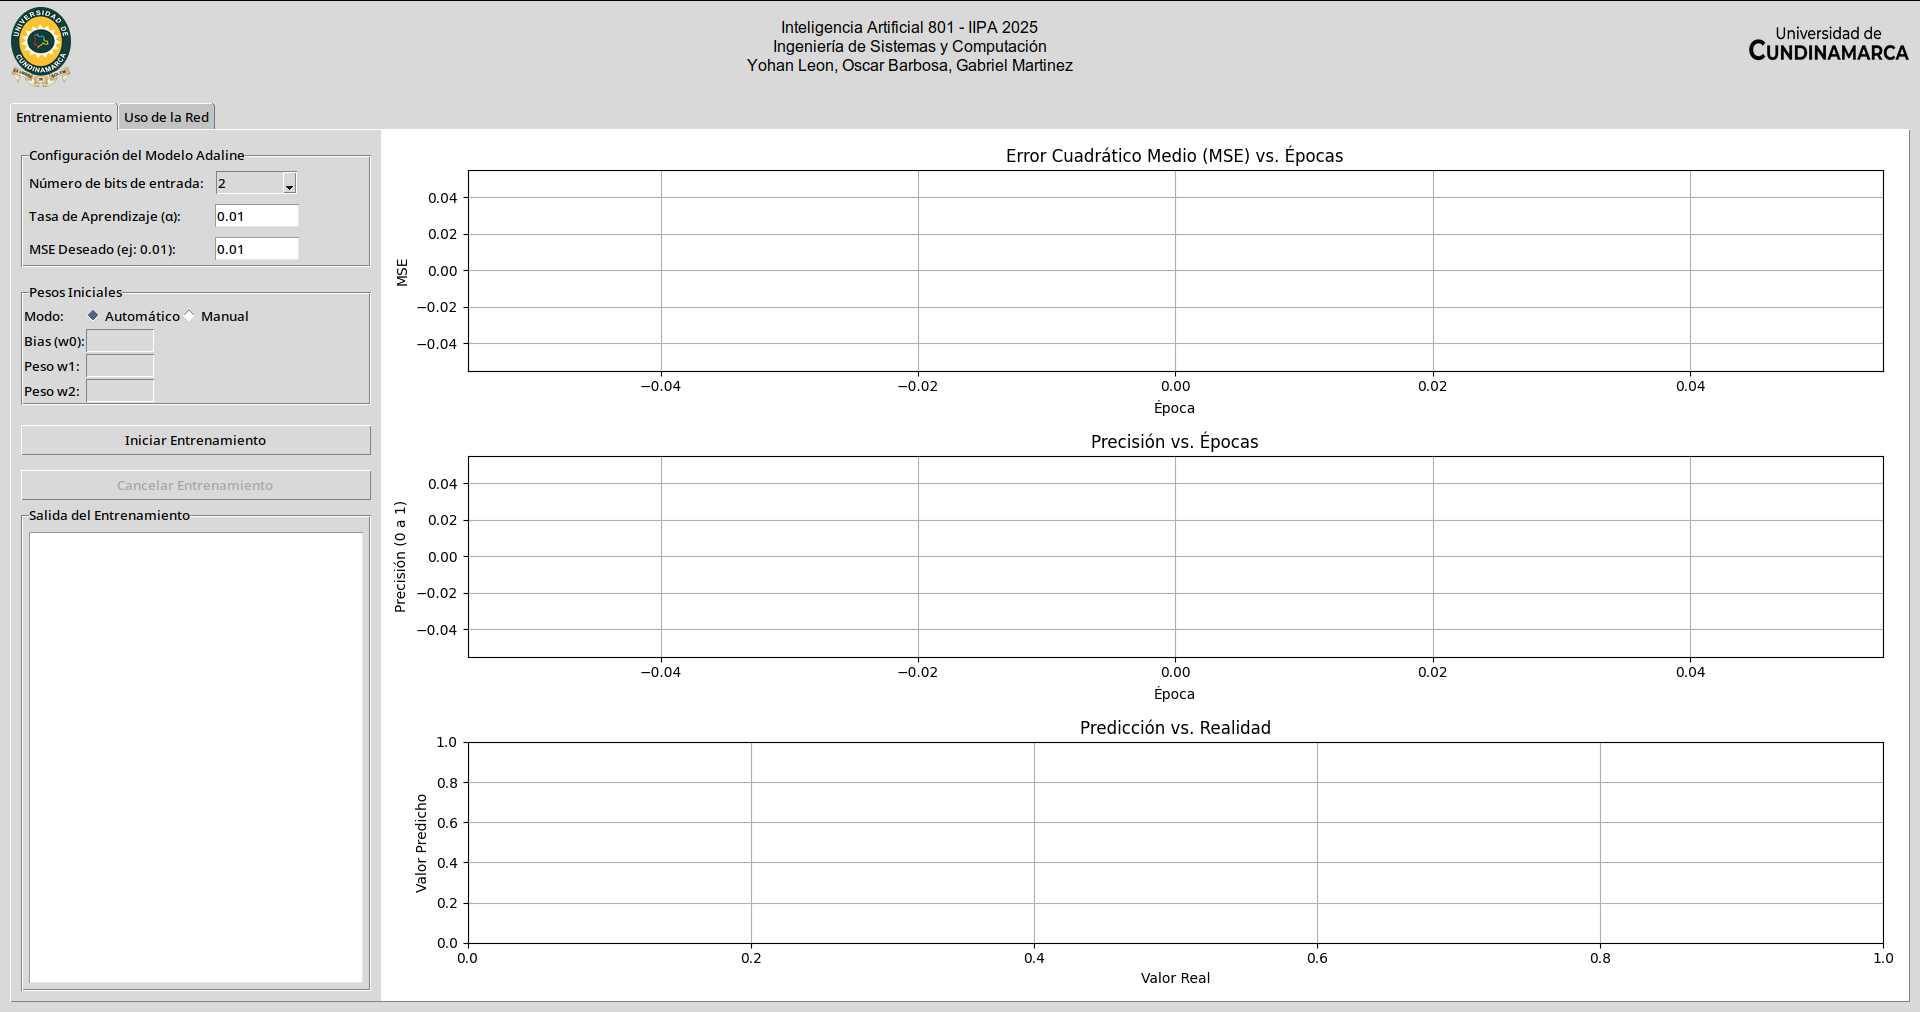 UNIVERSIDAD DE
CUNDINAMARCA
Inteligencia Artificial 801 - IIPA 2025
Ingeniería de Sistemas y Computación
Yohan Leon, Oscar Barbosa, Gabriel Martinez
Universidad de
CUNDINAMARCA
Entrenamiento
Uso de la Red
Configuración del Modelo Adaline
Número de bits de entrada: 2
Tasa de Aprendizaje (α): 0.01
MSE Deseado (ej: 0.01): 0.01
Pesos Iniciales
Modo: Automático Manual
Bias (w0):
Peso w1:
Peso w2:
Iniciar Entrenamiento
Cancelar Entrenamiento
Salida del Entrenamiento
Error Cuadrático Medio (MSE) vs. Épocas
MSE
0.04
0.02
0.00
−0.02
−0.04
−0.04 −0.02 0.00 0.02 0.04
Época
Precisión vs. Épocas
Precisión (0 a 1)
0.04
0.02
0.00
−0.02
−0.04
−0.04 −0.02 0.00 0.02 0.04
Época
Predicción vs. Realidad
Valor Predicho
1.0
0.8
0.6
0.4
0.2
0.0
0.0 0.2 0.4 0.6 0.8 1.0
Valor Real